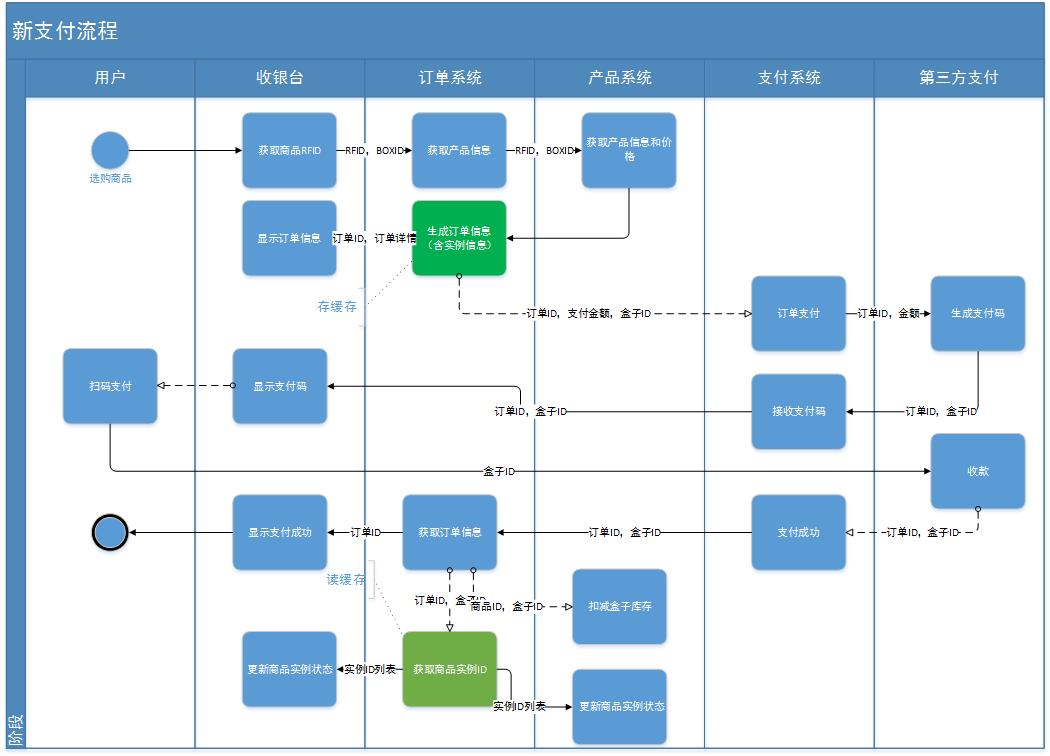 新支付流程
用户
收银台
订单系统
产品系统
支付系统
第三方支付
选购商品
获取商品RFID
RFID，BOXID
获取产品信息
RFID，BOXID
获取产品信息和价
格
显示订单信息
订单ID，订单详情
生成订单信息
（含实例信息）
存缓存
订单ID，支付金额，盒子ID
订单支付
订单ID，金额
生成支付码
扫码支付
显示支付码
订单ID，盒子ID
接收支付码
订单ID，盒子ID
盒子ID
收款
显示支付成功
订单ID
获取订单信息
订单ID，盒子ID
支付成功
订单ID，盒子ID
读缓存
订单ID，盒子ID
商品ID，盒子ID
扣减盒子库存
更新商品实例状态
实例ID列表
获取商品实例ID
实例ID列表
更新商品实例状态
阶段